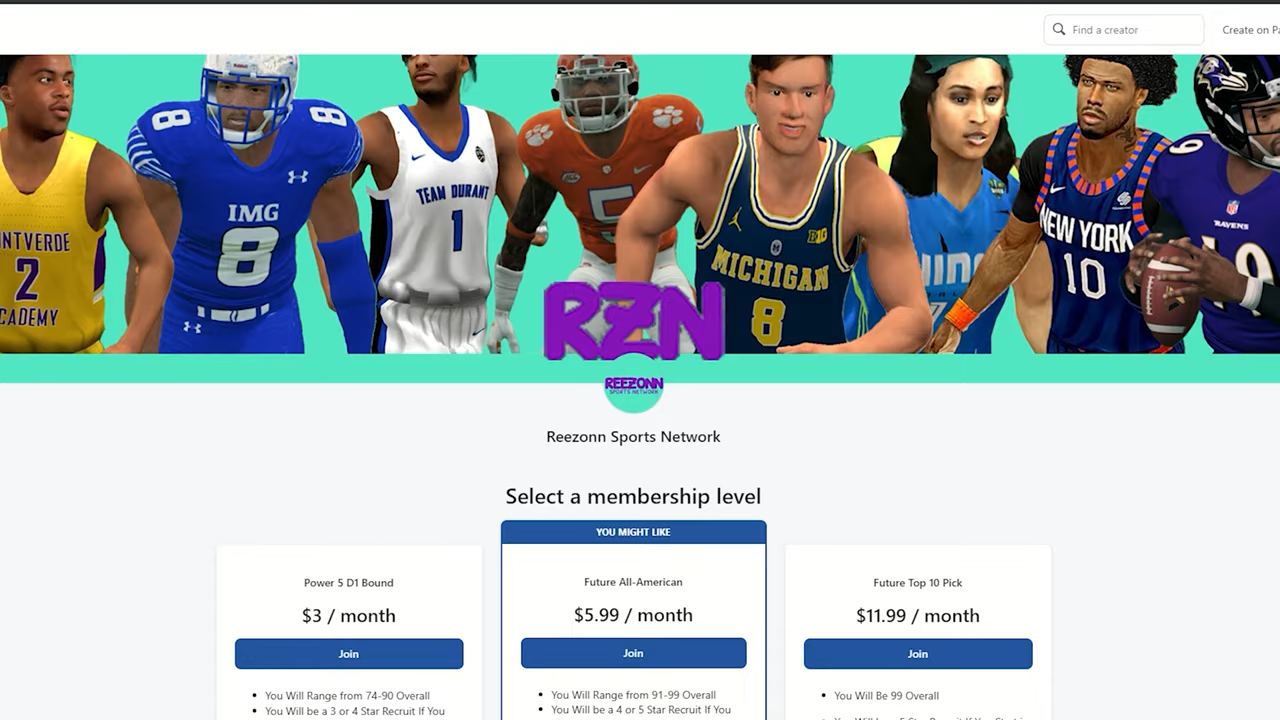 Find a creator
Create on Pa
NTVERDE
2
CADEMY
8
8
IMG
8
TEAM DURANT
1
5
MICHIGAN
8
NEW YORK
10
RAVENS
9
RZN
REEZONN
SPORTS NETWORK
Reezonn Sports Network
Select a membership level
YOU MIGHT LIKE
Power 5 D1 Bound
$3 / month
Join
You Will Range from 74-90 Overall
You Will be a 3 or 4 Star Recruit If You
Future All-American
$5.99 / month
Join
You Will Range from 91-99 Overall
You Will be a 4 or 5 Star Recruit If You
Future Top 10 Pick
$11.99 / month
Join
You Will Be 99 Overall